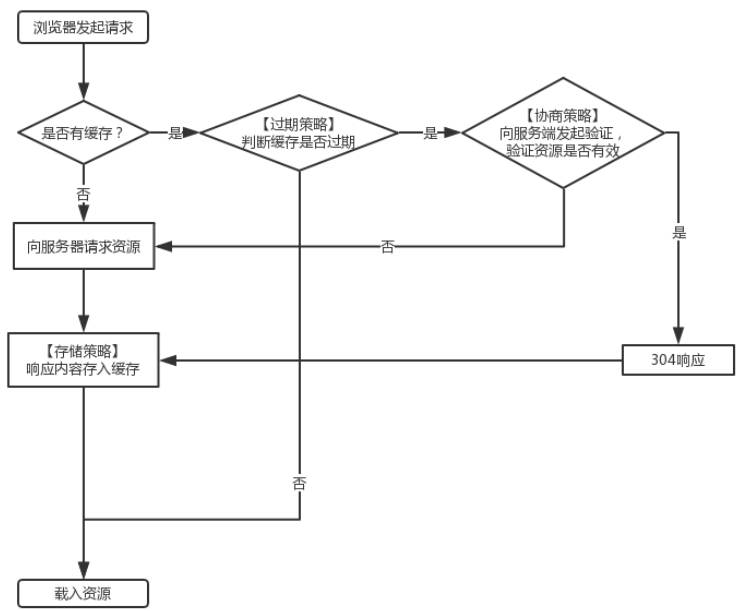 浏览器发起请求
是否有缓存？
是
【过期策略】
判断缓存是否过期
是
【协商策略】
向服务端发起验证，
验证资源是否有效
否
向服务器请求资源
否
是
【存储策略】
响应内容存入缓存
304响应
否
载入资源